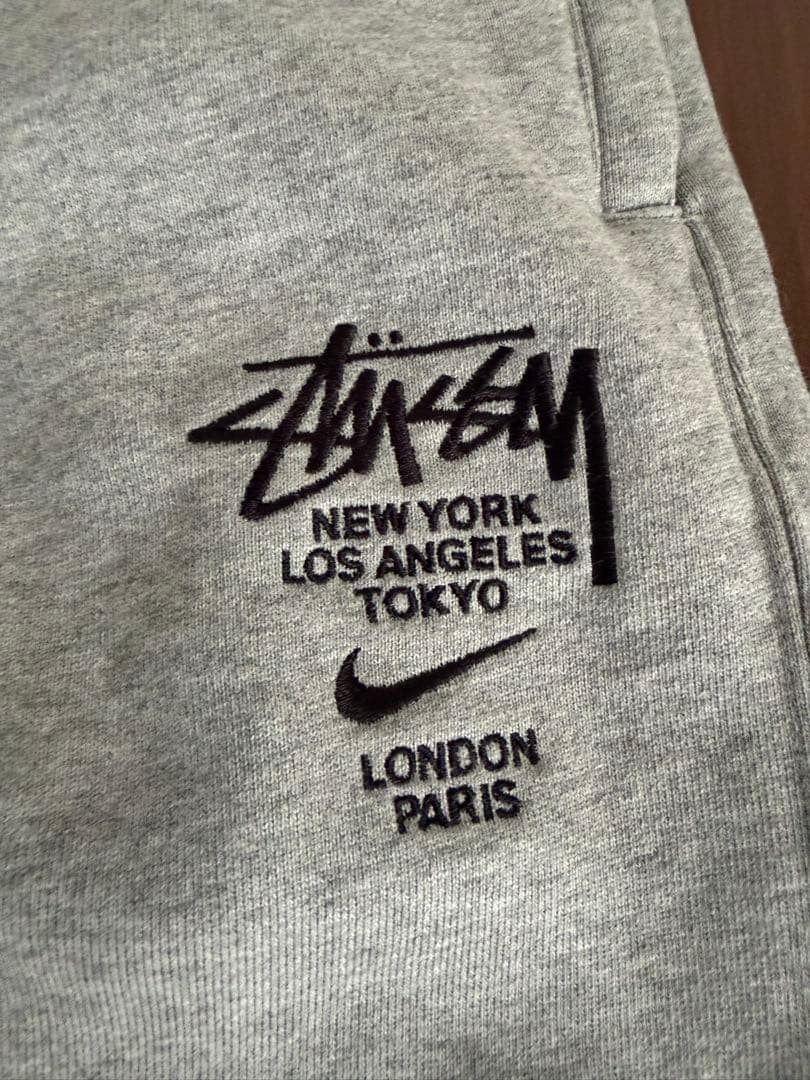 Stüssy
NEW YORK
LOS ANGELES
TOKYO
LONDON
PARIS